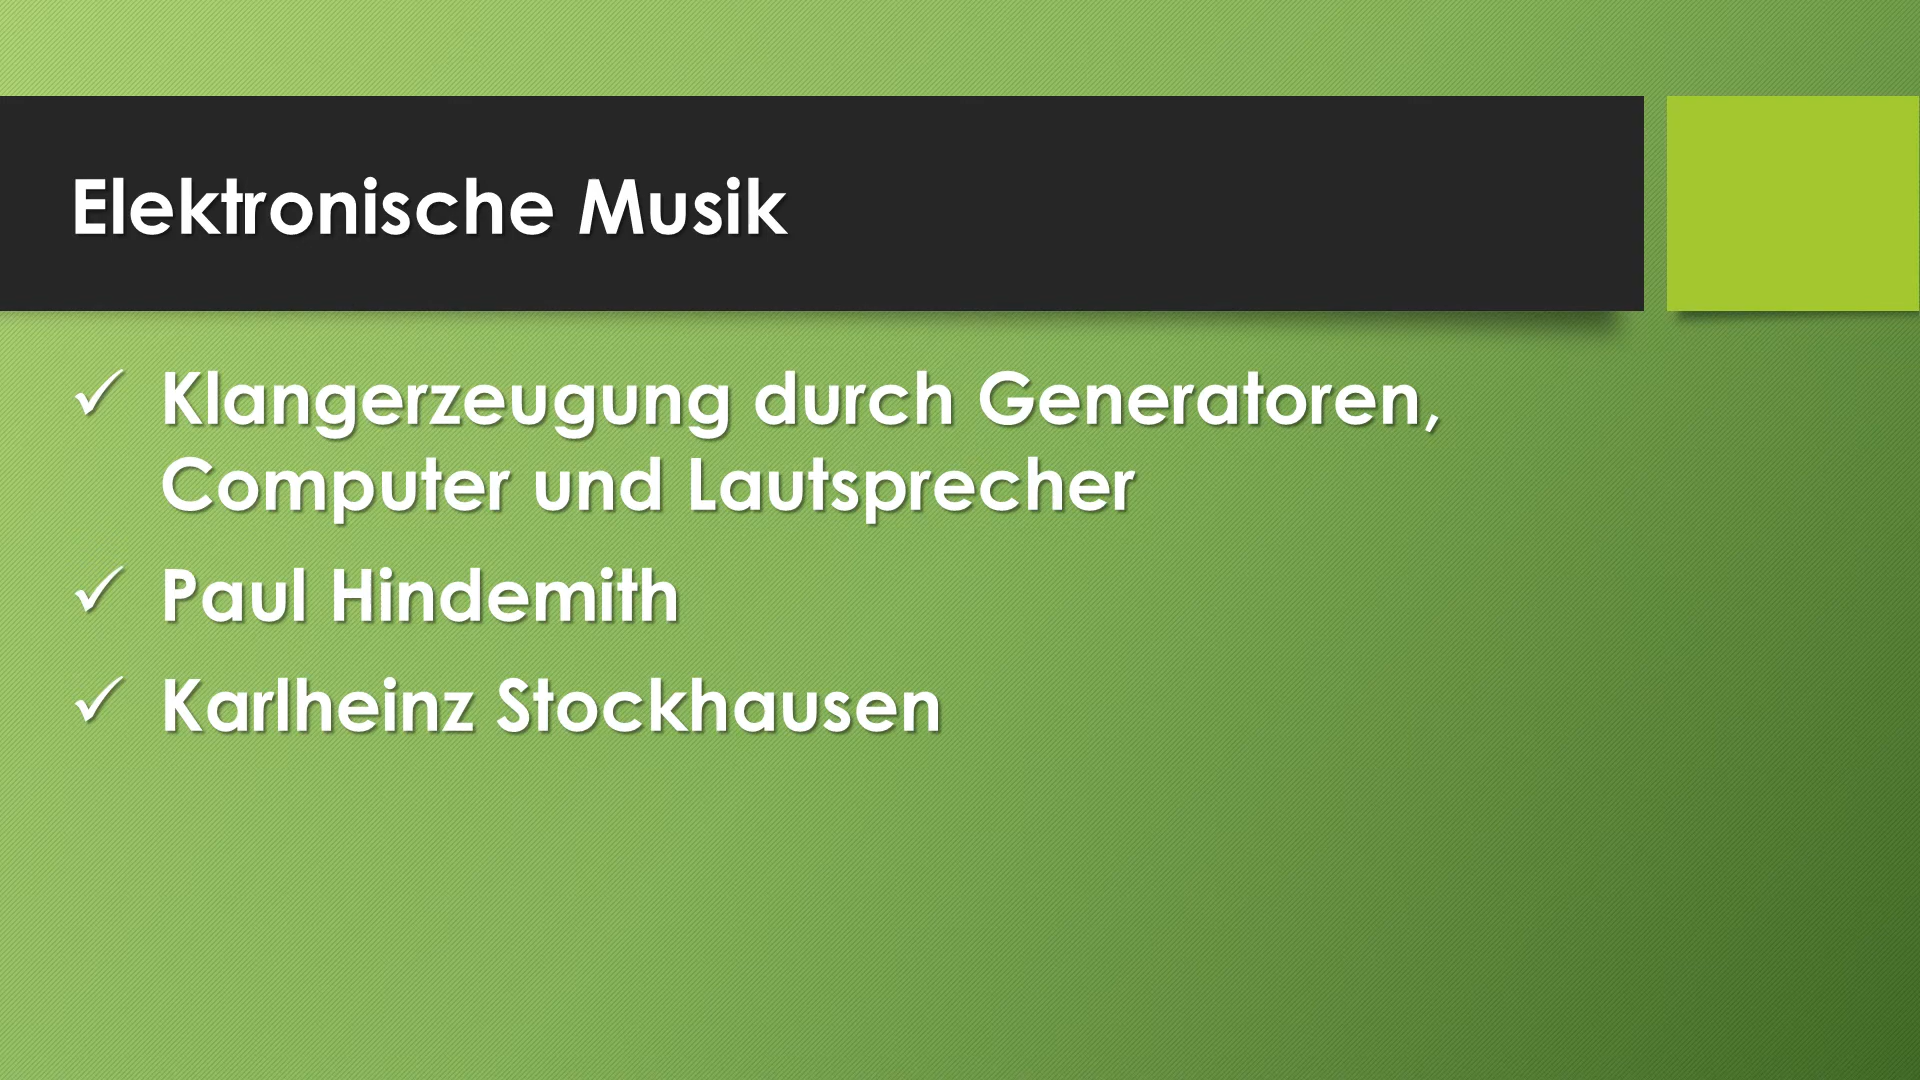 Elektronische Musik
✓ Klangerzeugung durch Generatoren,
Computer und Lautsprecher
✓ Paul Hindemith
✓ Karlheinz Stockhausen